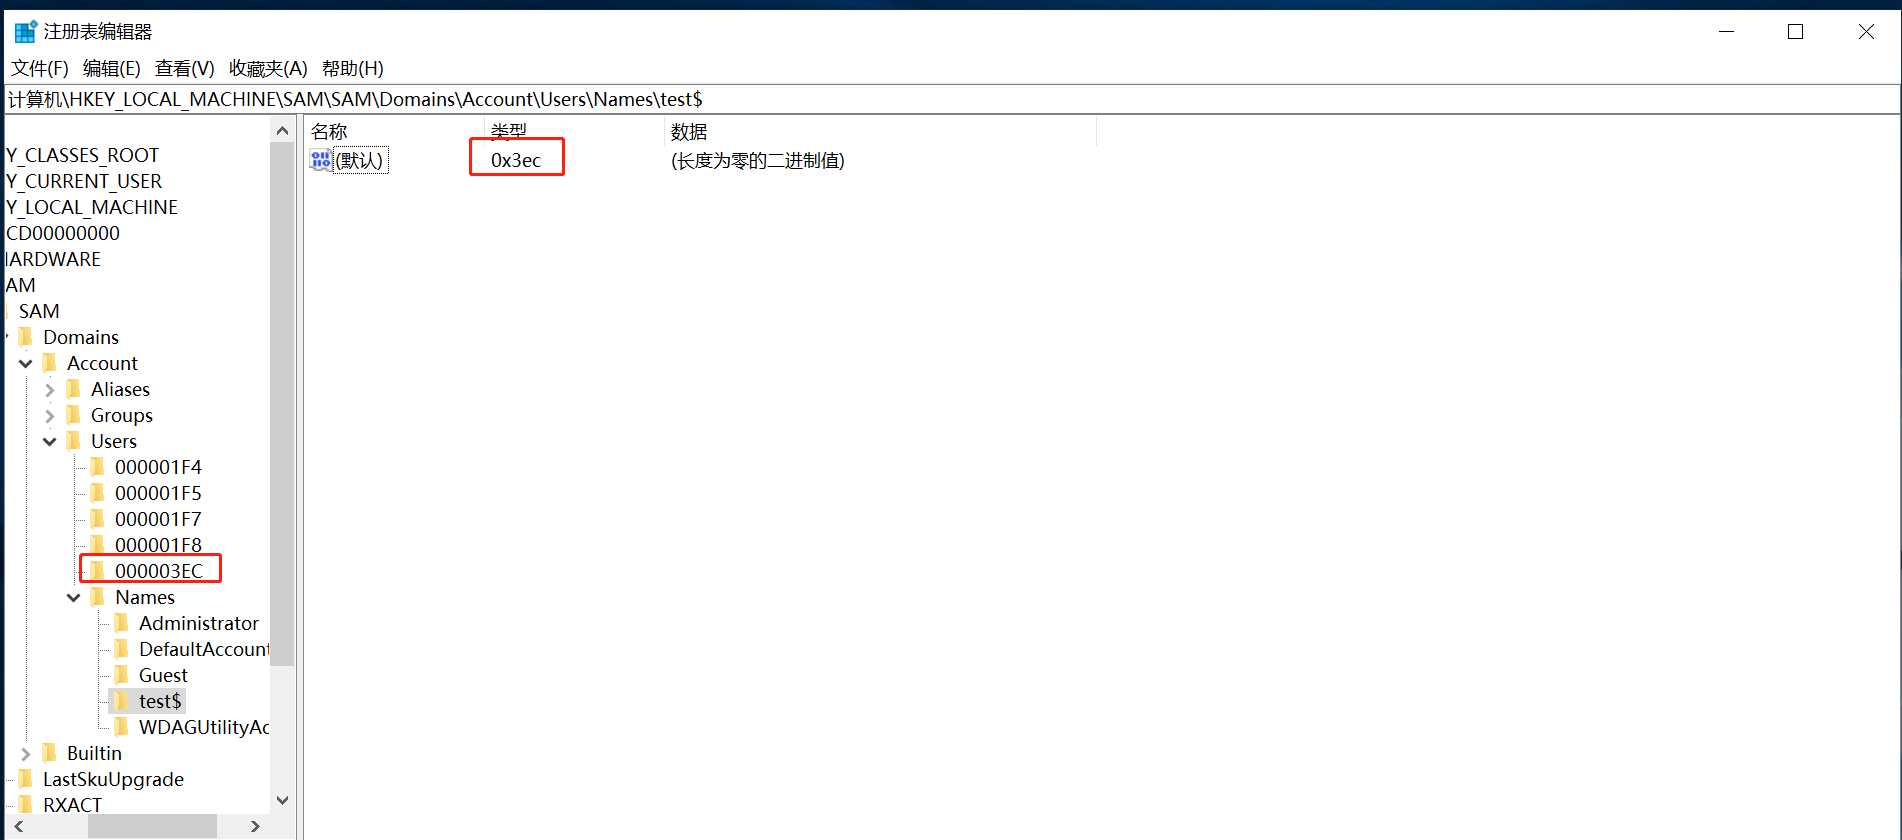 注册表编辑器
文件(F) 编辑(E) 查看(V) 收藏夹(A) 帮助(H)
计算机\HKEY_LOCAL_MACHINE\SAM\SAM\Domains\Account\Users\Names\test$
Y_CLASSES_ROOT
Y_CURRENT_USER
Y_LOCAL_MACHINE
CD00000000
HARDWARE
AM
SAM
Domains
Account
Aliases
Groups
Users
000001F4
000001F5
000001F7
000001F8
000003EC
Names
Administrator
DefaultAccount
Guest
test$
WDAGUtilityAc
Builtin
LastSkuUpgrade
RXACT
名称 类型 数据
(默认) 0x3ec (长度为零的二进制值)